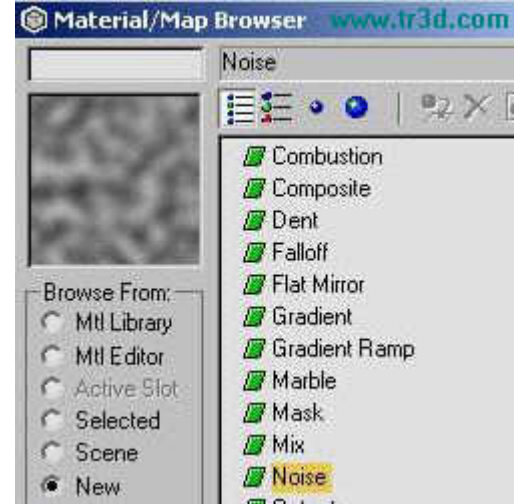 Material/Map Browser www.tr3d.com
Noise
Combustion
Composite
Dent
Falloff
Flat Mirror
Gradient
Gradient Ramp
Marble
Mask
Mix
Noise
Browse From:
Mtl Library
Mtl Editor
Active Slot
Selected
Scene
New